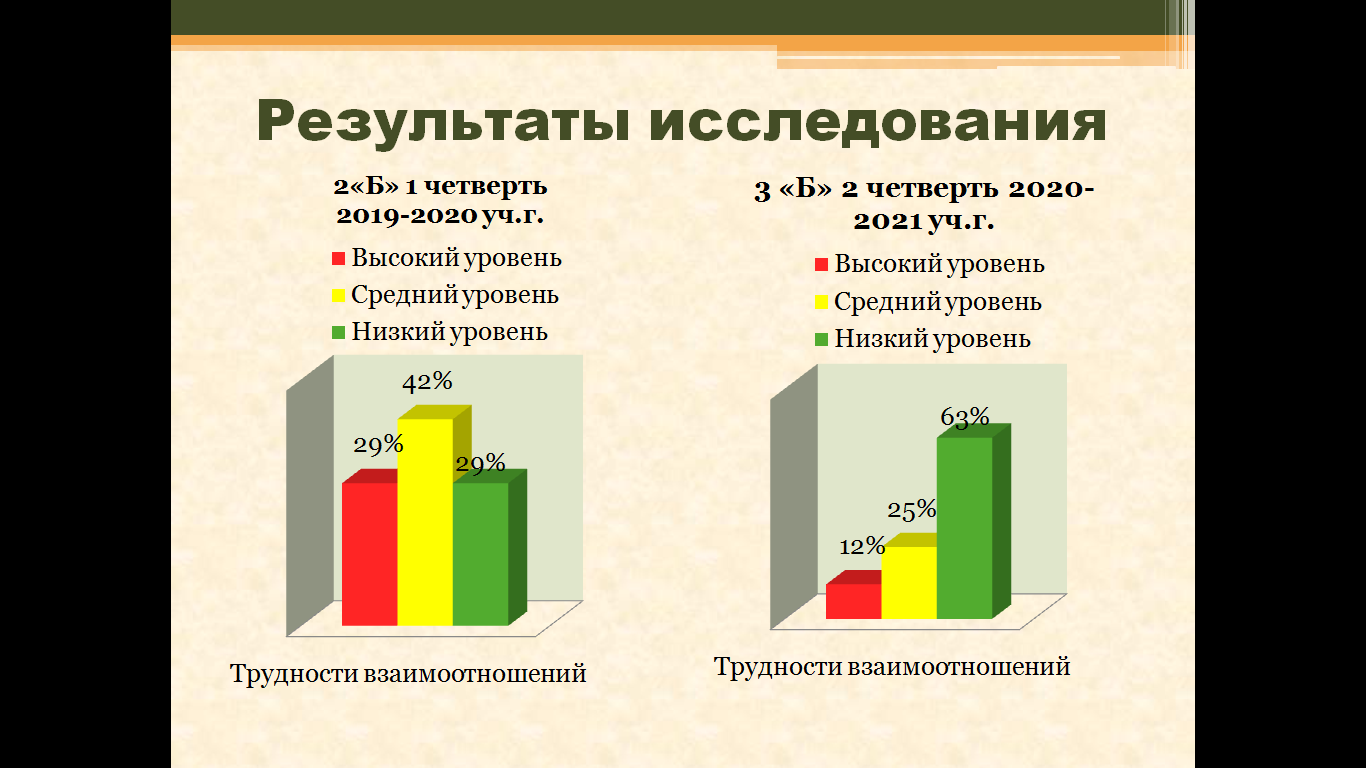 Результаты исследования
2«Б» 1 четверть
2019-2020 уч.г.
Высокий уровень
Средний уровень
Низкий уровень
42%
29%
29%
Трудности взаимоотношений
3 «Б» 2 четверть 2020-
2021 уч.г.
Высокий уровень
Средний уровень
Низкий уровень
63%
25%
12%
Трудности взаимоотношений